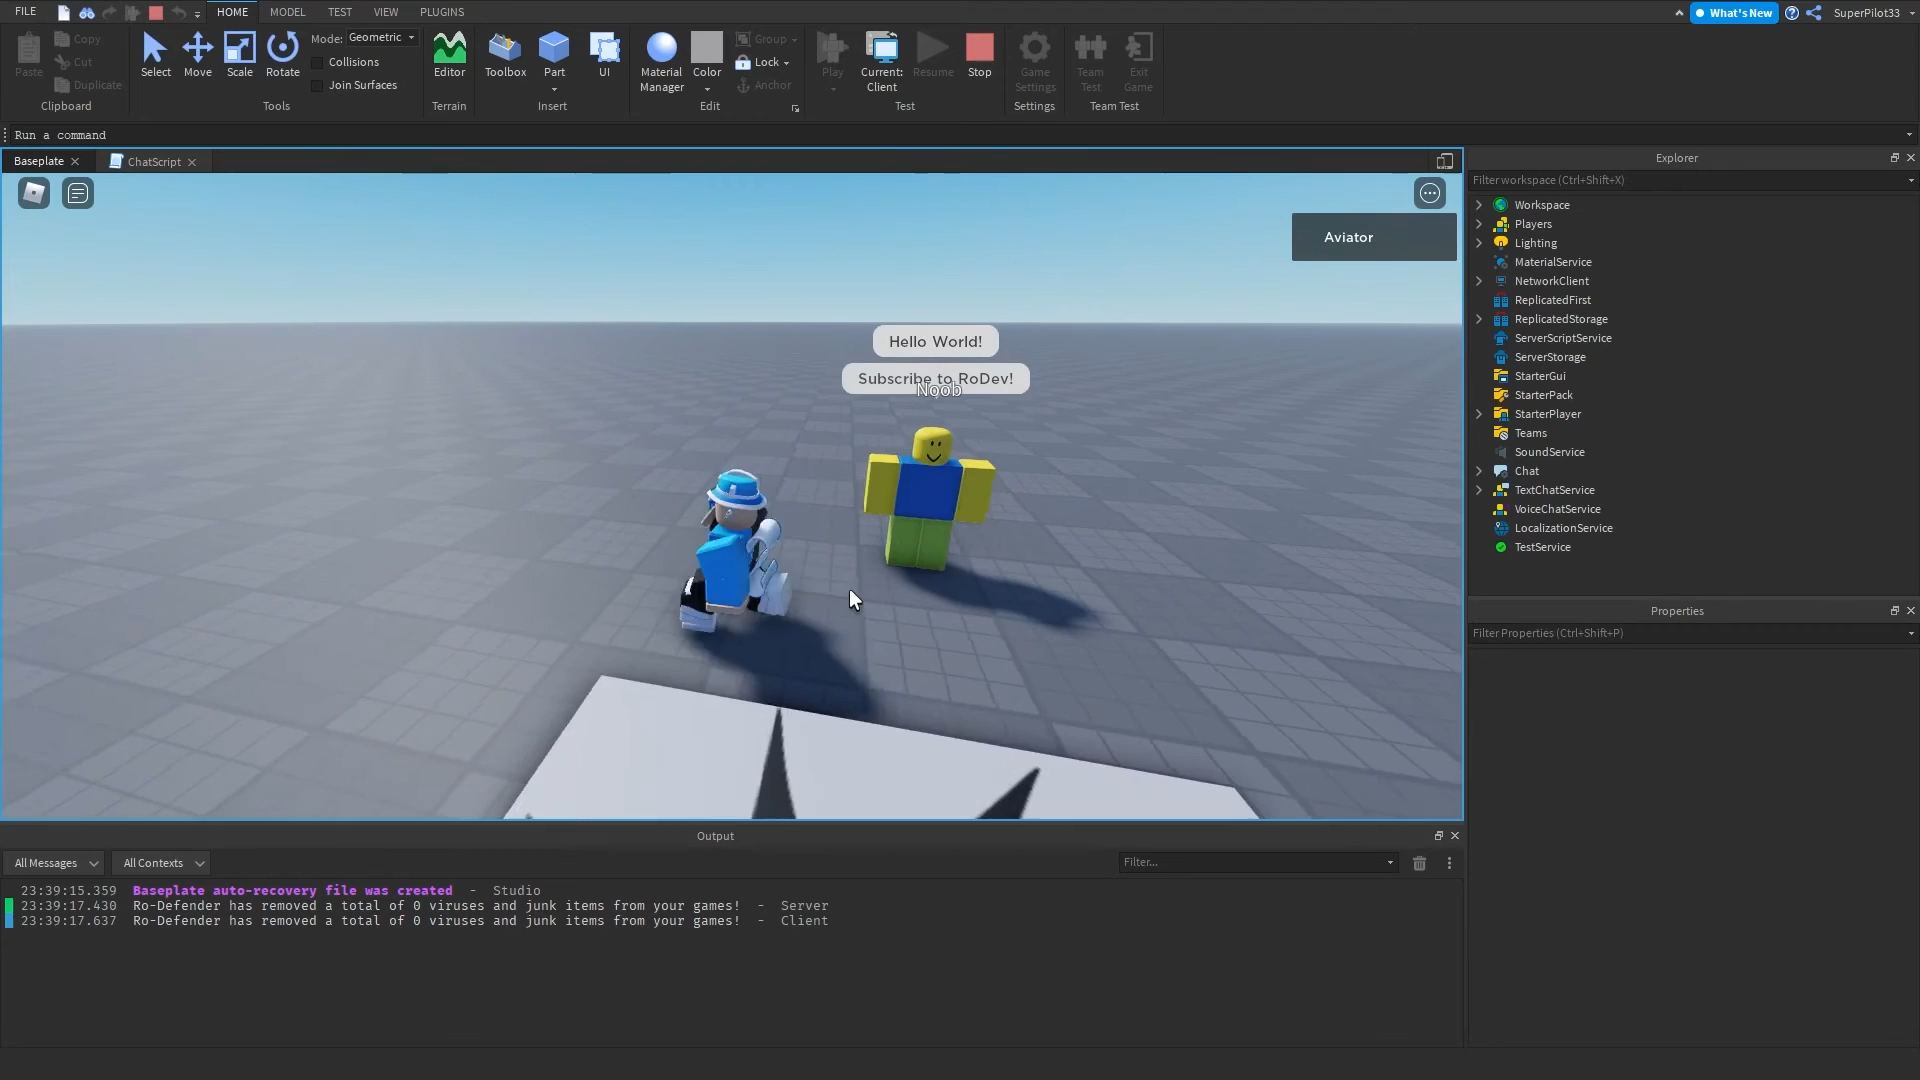 FILE HOME MODEL TEST VIEW PLUGINS What's New SuperPilot33
Paste Copy Cut Duplicate
Clipboard
Select Move Scale Rotate
Mode: Geometric
Collisions
Join Surfaces
Tools
Editor
Terrain
Toolbox Part UI
Insert
Material Manager Color
Group
Lock
Anchor
Edit
Play Current: Client Resume Stop
Test
Game Settings
Settings
Team Test Exit Game
Team Test
Run a command
Baseplate ChatScript
Aviator
Hello World!
Subscribe to RoDev!
Noob
Explorer
Filter workspace (Ctrl+Shift+X)
Workspace
Players
Lighting
MaterialService
NetworkClient
ReplicatedFirst
ReplicatedStorage
ServerScriptService
ServerStorage
StarterGui
StarterPack
StarterPlayer
Teams
SoundService
Chat
TextChatService
VoiceChatService
LocalizationService
TestService
Properties
Filter Properties (Ctrl+Shift+P)
Output
All Messages All Contexts Filter...
23:39:15.359 Baseplate auto-recovery file was created - Studio
23:39:17.430 Ro-Defender has removed a total of 0 viruses and junk items from your games! - Server
23:39:17.637 Ro-Defender has removed a total of 0 viruses and junk items from your games! - Client